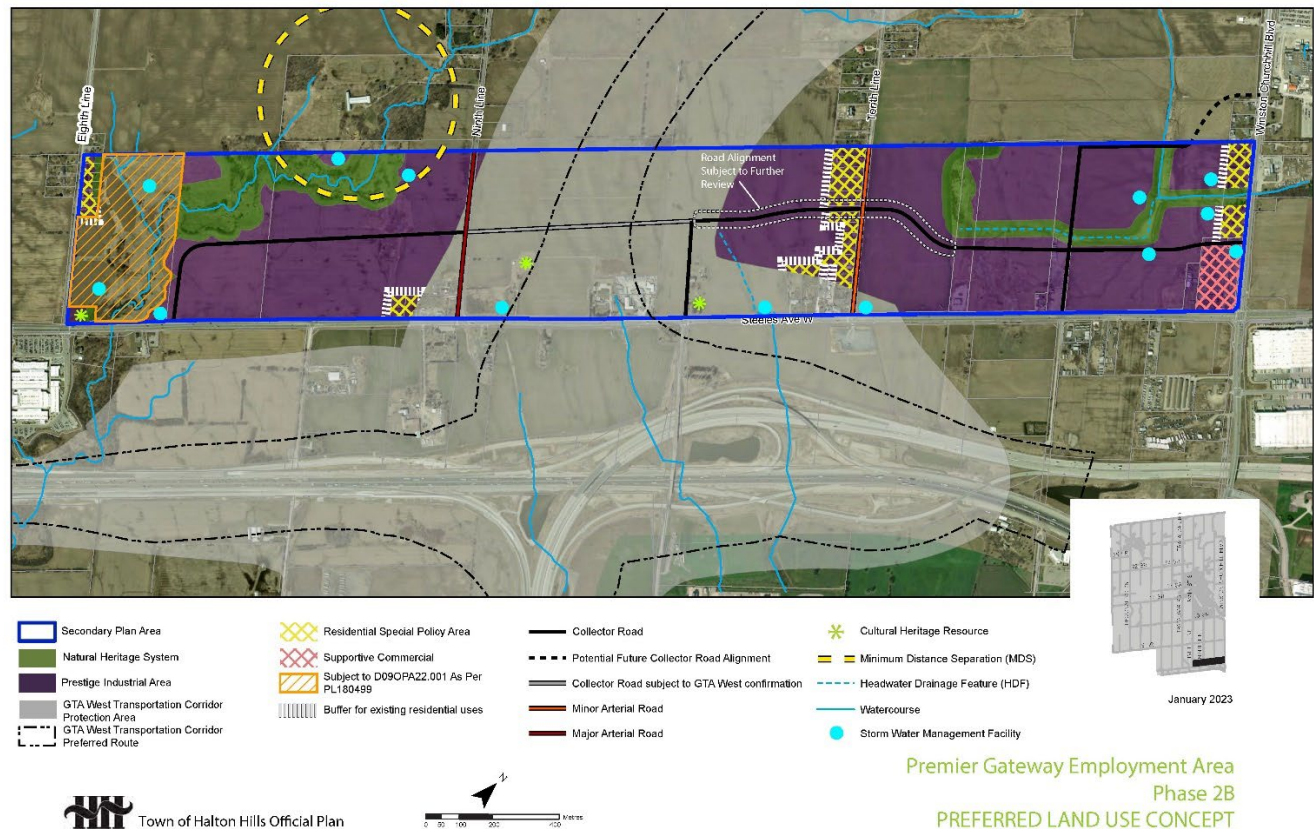 Eighth Line
Ninth Line
Tenth Line
Winston Churchill Blvd
Road Alignment
Subject to Further
Review
Steeles Ave W
Secondary Plan Area
Natural Heritage System
Prestige Industrial Area
GTA West Transportation Corridor
Protection Area
GTA West Transportation Corridor
Preferred Route
Residential Special Policy Area
Supportive Commercial
Subject to D09OPA22.001 As Per
PL180499
Buffer for existing residential uses
Collector Road
Potential Future Collector Road Alignment
Collector Road subject to GTA West confirmation
Minor Arterial Road
Major Arterial Road
Cultural Heritage Resource
Minimum Distance Separation (MDS)
Headwater Drainage Feature (HDF)
Watercourse
Storm Water Management Facility
January 2023
Premier Gateway Employment Area
Phase 2B
PREFERRED LAND USE CONCEPT
Town of Halton Hills Official Plan
N
0 50 100 200 400
Metres